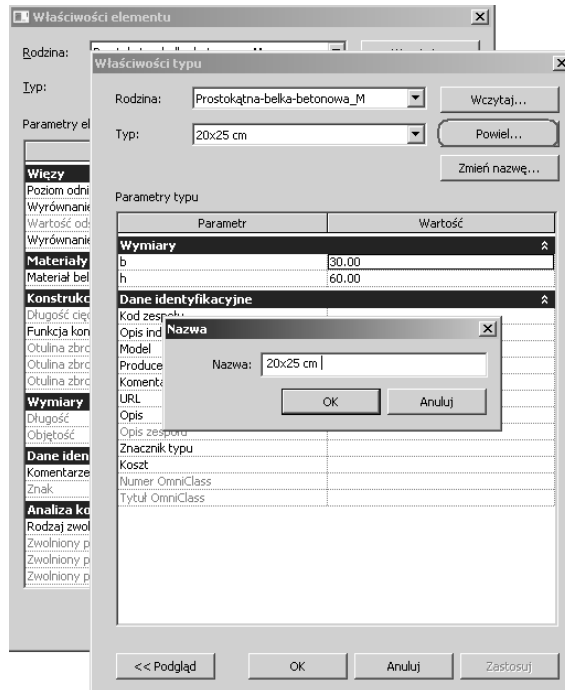 Właściwości elementu
Rodzina:
Typ:
Parametry el
Więzy
Poziom odni
Wyrównanie
Wartość od
Wyrównanie
Materiały
Materiał bel
Konstrukc
Długość cię
Funkcja kon
Otulina zbro
Otulina zbro
Otulina zbro
Wymiary
Długość
Objętość
Dane iden
Komentarze
Znak
Analiza ko
Rodzaj zwol
Zwolniony p
Zwolniony p
Zwolniony p
Właściwości typu
Rodzina: Prostokątna-belka-betonowa_M Wczytaj...
Typ: 20x25 cm Powiel...
Zmień nazwę...
Parametry typu
Parametr Wartość
Wymiary
b 30.00
h 60.00
Dane identyfikacyjne
Kod zespołu
Opis ind
Model
Produce
Komenta
URL
Opis
Opis zespołu
Znacznik typu
Koszt
Numer OmniClass
Tytuł OmniClass
<< Podgląd OK Anuluj Zastosuj
Nazwa
Nazwa: 20x25 cm
OK Anuluj